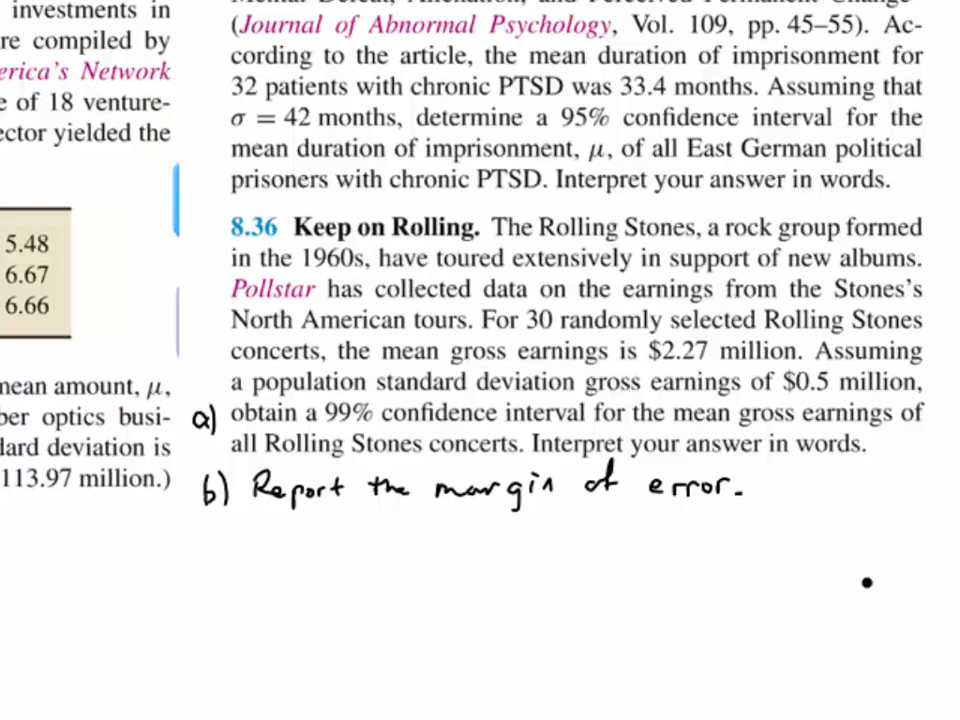 investments in
re compiled by
erica's Network
e of 18 venture-
ector yielded the
5.48
6.67
6.66
mean amount, μ,
ber optics busi-
dard deviation is
113.97 million.)
(Journal of Abnormal Psychology, Vol. 109, pp. 45–55). Ac-
cording to the article, the mean duration of imprisonment for
32 patients with chronic PTSD was 33.4 months. Assuming that
σ = 42 months, determine a 95% confidence interval for the
mean duration of imprisonment, μ, of all East German political
prisoners with chronic PTSD. Interpret your answer in words.
8.36 Keep on Rolling. The Rolling Stones, a rock group formed
in the 1960s, have toured extensively in support of new albums.
Pollstar has collected data on the earnings from the Stones's
North American tours. For 30 randomly selected Rolling Stones
concerts, the mean gross earnings is $2.27 million. Assuming
a population standard deviation gross earnings of $0.5 million,
a) obtain a 99% confidence interval for the mean gross earnings of
all Rolling Stones concerts. Interpret your answer in words.
b) Report the margin of error.